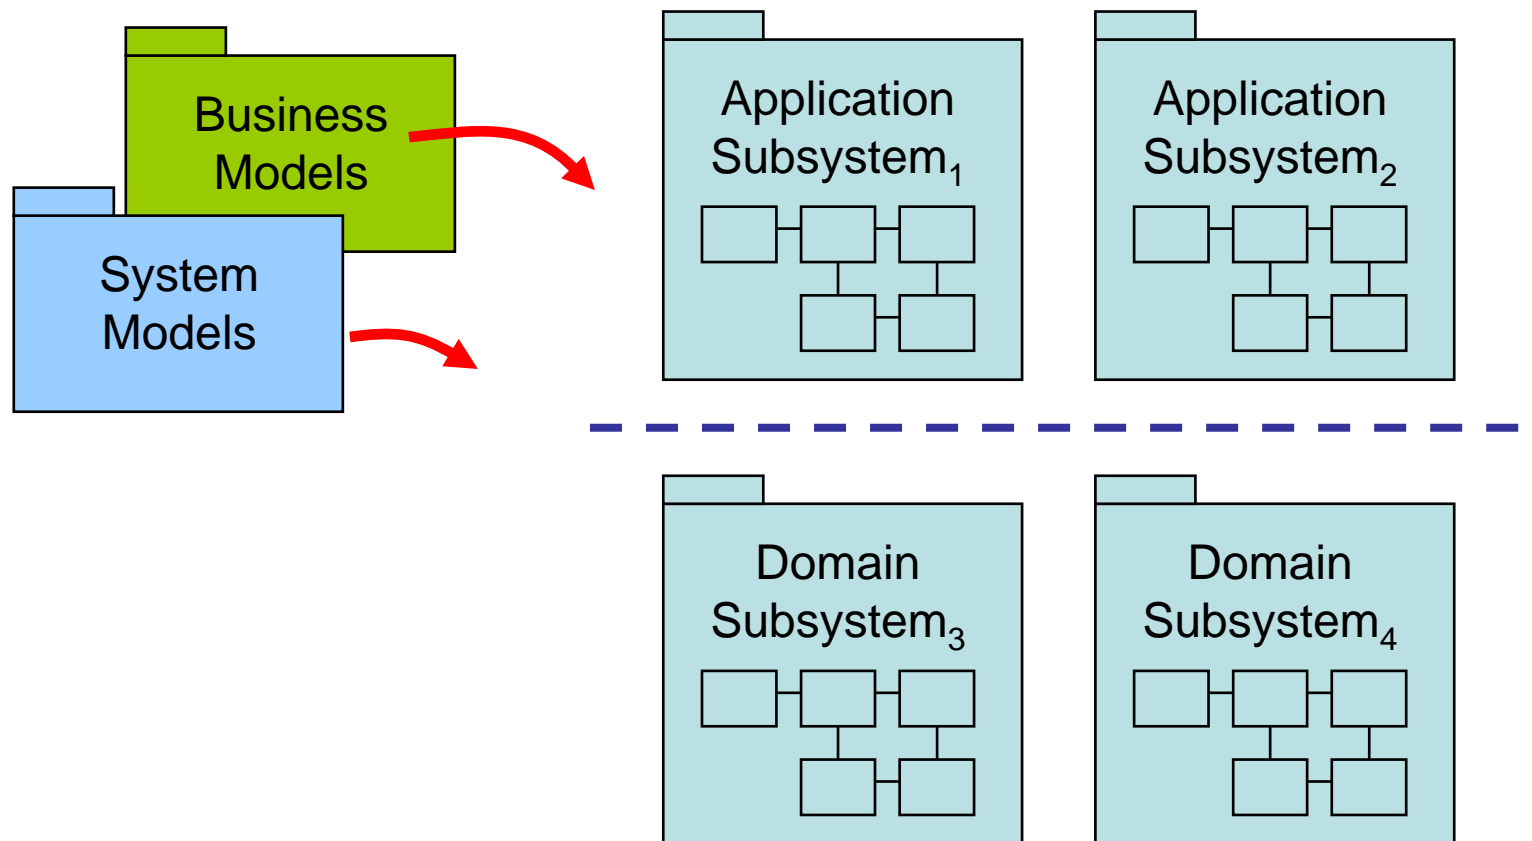 Business
Models
System
Models
Application
Subsystem₁
Application
Subsystem₂
Domain
Subsystem₃
Domain
Subsystem₄